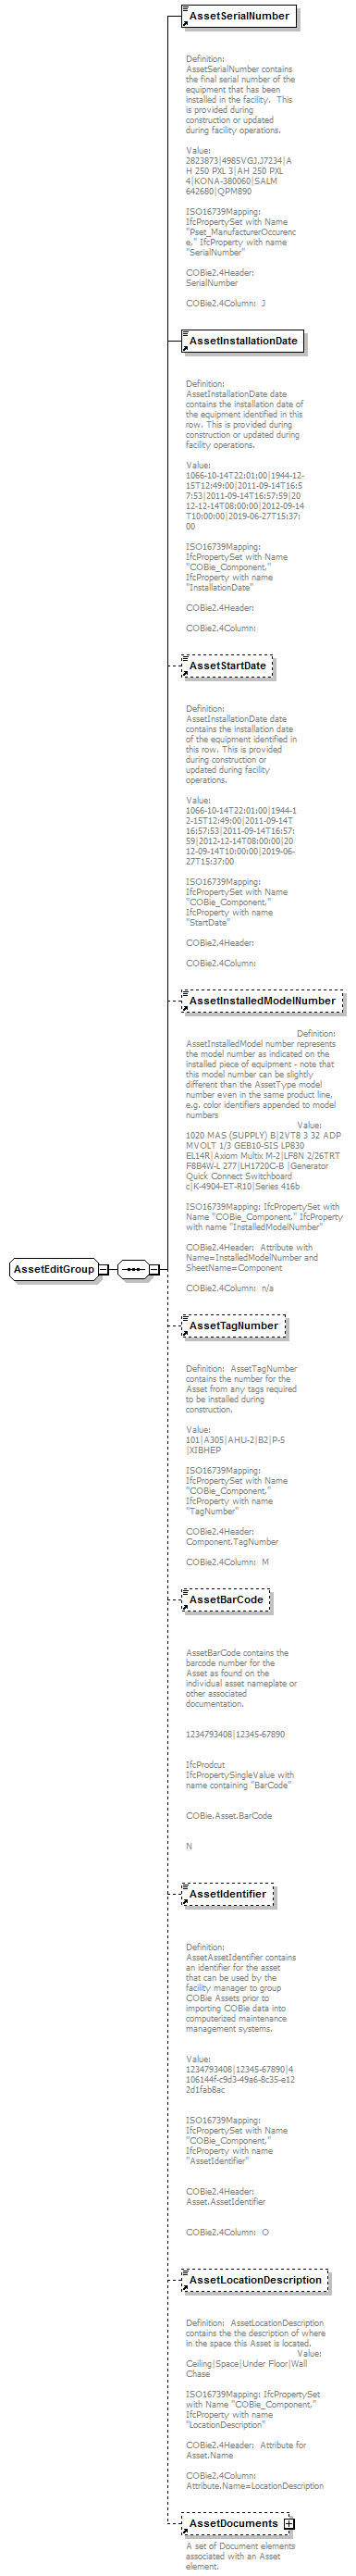 AssetSerialNumber
Definition:
AssetSerialNumber contains
the final serial number of the
equipment that has been
installed in the facility.  This
is provided during
construction or updated
during facility operations.
Value:
2823873|4985VGJ.J7234|A
H 250 PXL 3|AH 250 PXL
4|KONA-380060|SALM
642680|QPM890
ISO16739Mapping:
IfcPropertySet with Name
"Pset_ManufacturerOccurenc
e," IfcProperty with name
"SerialNumber"
COBie2.4Header:
SerialNumber
COBie2.4Column:  J
AssetInstallationDate
Definition:
AssetInstallationDate date
contains the installation date of
the equipment identified in this
row. This is provided during
construction or updated during
facility operations.
Value:
1066-10-14T22:01:00|1944-12-
15T12:49:00|2011-09-14T16:5
7:53|2011-09-14T16:57:59|20
12-12-14T08:00:00|2012-09-14
T10:00:00|2019-06-27T15:37:
00
ISO16739Mapping:
IfcPropertySet with Name
"COBie_Component,"
IfcProperty with name
"InstallationDate"
COBie2.4Header:
COBie2.4Column:
AssetStartDate
Definition:
AssetInstallationDate date
contains the installation date
of the equipment identified in
this row. This is provided
during construction or
updated during facility
operations.
Value:
1066-10-14T22:01:00|1944-1
2-15T12:49:00|2011-09-14T
16:57:53|2011-09-14T16:57:
59|2012-12-14T08:00:00|20
12-09-14T10:00:00|2019-06-
27T15:37:00
ISO16739Mapping:
IfcPropertySet with Name
"COBie_Component,"
IfcProperty with name
"StartDate"
COBie2.4Header:
COBie2.4Column:
AssetInstalledModelNumber
Definition:
AssetInstalledModel number represents
the model number as indicated on the
installed piece of equipment - note that
this model number can be slightly
different than the AssetType model
number even in the same product line,
e.g. color identifiers appended to model
numbers
Value:
1020 MAS (SUPPLY) B|2VT8 3 32 ADP
MVOLT 1/3 GEB10-SIS LP830
EL14R|Axiom Multix M-2|LF8N 2/26TRT
F8B4W-L 277|LH1720C-B |Generator
Quick Connect Switchboard
c|K-4904-ET-R10|Series 416b
ISO16739Mapping: IfcPropertySet with
Name "COBie_Component," IfcProperty
with name "InstalledModelNumber"
COBie2.4Header:  Attribute with
Name=InstalledModelNumber and
SheetName=Component
COBie2.4Column:  n/a
AssetEditGroup
AssetTagNumber
Definition:  AssetTagNumber
contains the number for the
Asset from any tags required
to be installed during
construction.
Value:
101|A305|AHU-2|B2|P-5
|XIBHEP
ISO16739Mapping:
IfcPropertySet with Name
"COBie_Component,"
IfcProperty with name
"TagNumber"
COBie2.4Header:
Component.TagNumber
COBie2.4Column:  M
AssetBarCode
AssetBarCode contains the
barcode number for the
Asset as found on the
individual asset nameplate or
other associated
documentation.
1234793408|12345-67890
IfcProdcut
IfcPropertySingleValue with
name containing "BarCode"
COBie.Asset.BarCode
N
AssetIdentifier
Definition:
AssetAssetIdentifier contains
an identifier for the asset
that can be used by the
facility manager to group
COBie Assets prior to
importing COBie data into
computerized maintenance
management systems.
Value:
1234793408|12345-67890|4
106144f-c9d3-49a6-8c35-e12
2d1fab8ac
ISO16739Mapping:
IfcPropertySet with Name
"COBie_Component,"
IfcProperty with name
"AssetIdentifier"
COBie2.4Header:
Asset.AssetIdentifier
COBie2.4Column:  O
AssetLocationDescription
Definition:  AssetLocationDescription
contains the the description of where
in the space this Asset is located.
Value:
Ceiling|Space|Under Floor|Wall
Chase
ISO16739Mapping: IfcPropertySet
with Name "COBie_Component,"
IfcProperty with name
"LocationDescription"
COBie2.4Header:  Attribute for
Asset.Name
COBie2.4Column:
Attribute.Name=LocationDescription
AssetDocuments
A set of Document elements
associated with an Asset
element.